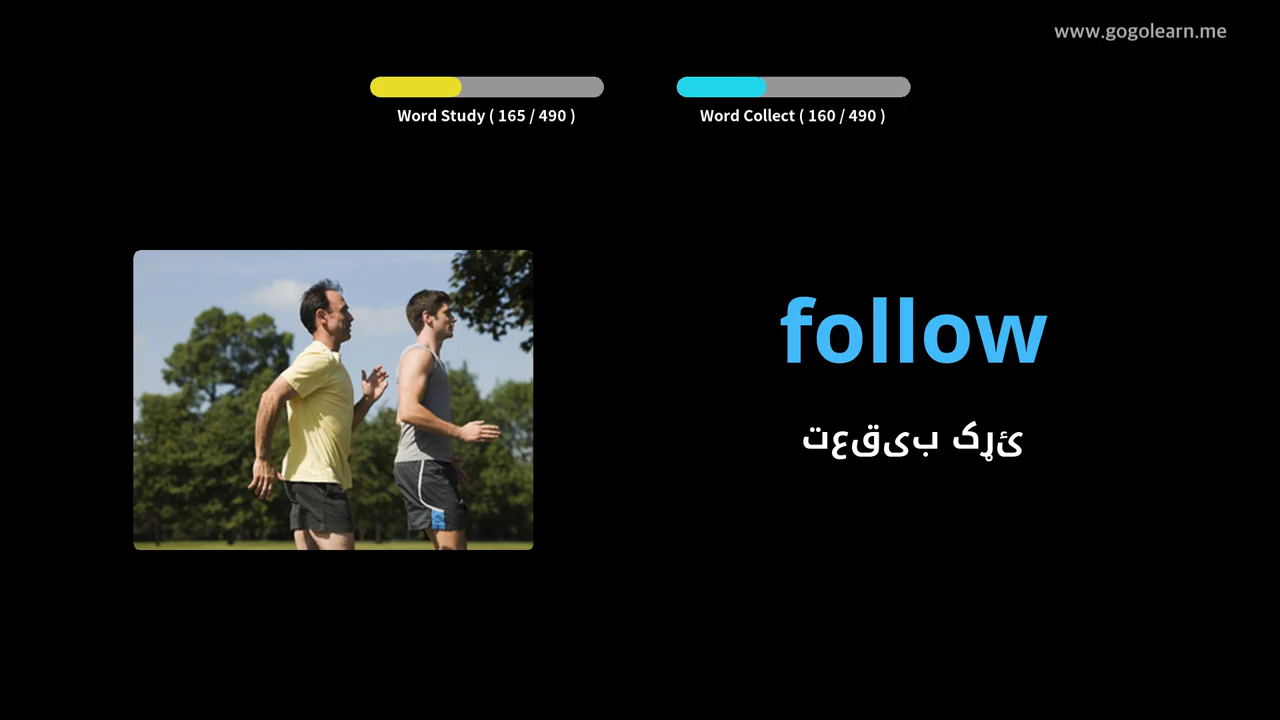 www.gogolearn.me
Word Study ( 165 / 490 )
Word Collect ( 160 / 490 )
follow
تعقیب کړئ